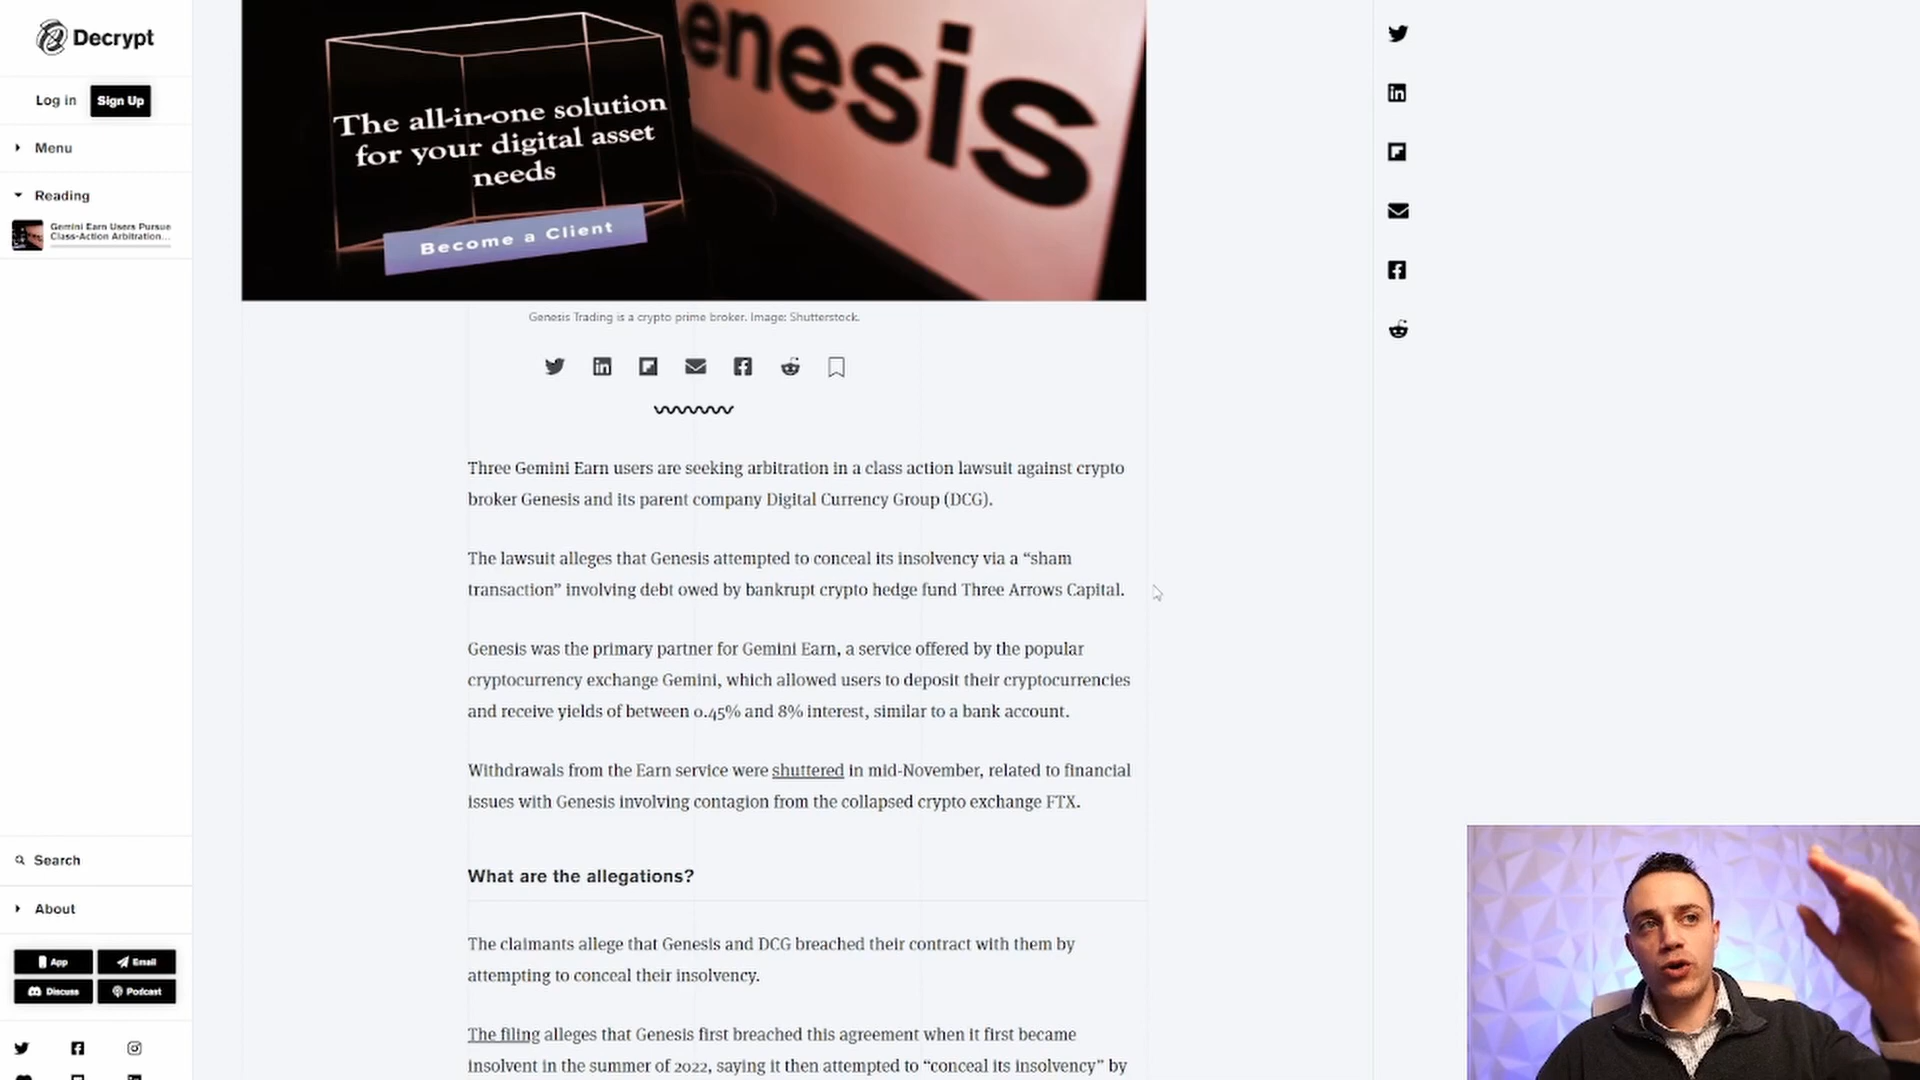 Decrypt
Log in
Sign Up
Menu
Reading
Gemini Earn Users Pursue
Class-Action Arbitration...
Search
About
App
Email
Discuss
Podcast
The all-in-one solution
for your digital asset
needs
Become a Client
enesis
Genesis Trading is a crypto prime broker. Image: Shutterstock.
Three Gemini Earn users are seeking arbitration in a class action lawsuit against crypto
broker Genesis and its parent company Digital Currency Group (DCG).
The lawsuit alleges that Genesis attempted to conceal its insolvency via a “sham
transaction” involving debt owed by bankrupt crypto hedge fund Three Arrows Capital.
Genesis was the primary partner for Gemini Earn, a service offered by the popular
cryptocurrency exchange Gemini, which allowed users to deposit their cryptocurrencies
and receive yields of between 0.45% and 8% interest, similar to a bank account.
Withdrawals from the Earn service were shuttered in mid-November, related to financial
issues with Genesis involving contagion from the collapsed crypto exchange FTX.
What are the allegations?
The claimants allege that Genesis and DCG breached their contract with them by
attempting to conceal their insolvency.
The filing alleges that Genesis first breached this agreement when it first became
insolvent in the summer of 2022, saying it then attempted to “conceal its insolvency” by